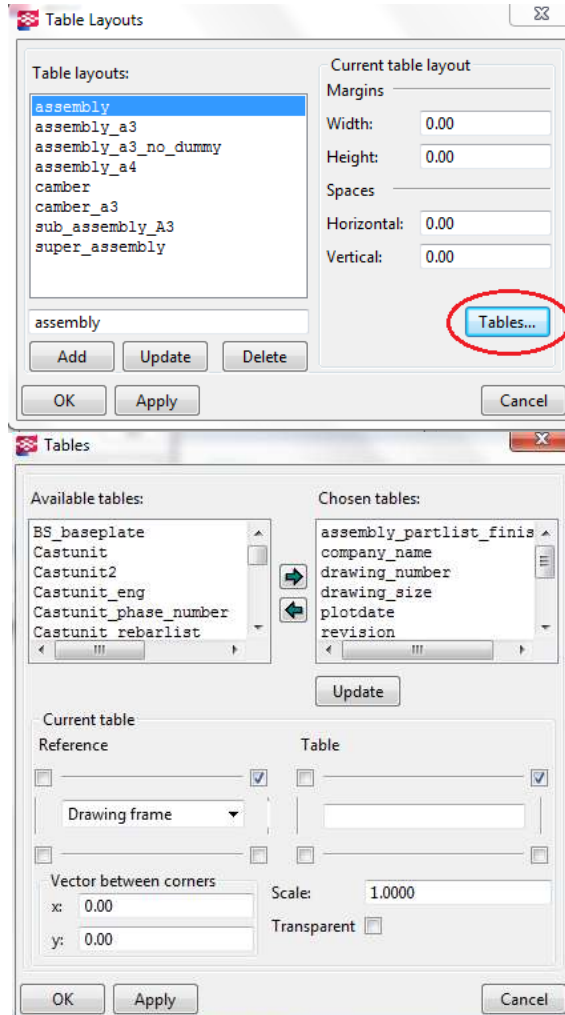 Table Layouts
Table layouts:
assembly
assembly_a3
assembly_a3_no_dummy
assembly_a4
camber
camber_a3
sub_assembly_A3
super_assembly
assembly
Add Update Delete
Current table layout
Margins
Width: 0.00
Height: 0.00
Spaces
Horizontal: 0.00
Vertical: 0.00
Tables...
OK Apply Cancel
Tables
Available tables:
BS_baseplate
Castunit
Castunit2
Castunit_eng
Castunit_phase_number
Castunit_rebarlist
Chosen tables:
assembly_partlist_finis
company_name
drawing_number
drawing_size
plotdate
revision
Update
Current table
Reference Table
Drawing frame
Vector between corners
x: 0.00
y: 0.00
Scale: 1.0000
Transparent
OK Apply Cancel